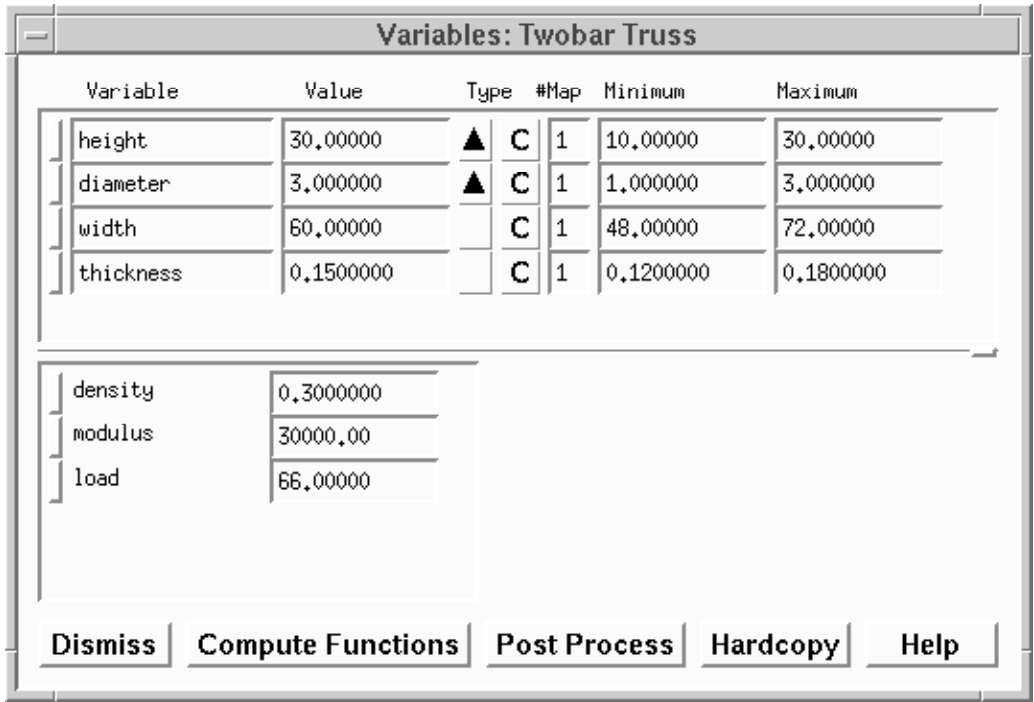 Variables: Twobar Truss
Variable Value Type #Map Minimum Maximum
height 30.00000 C 1 10.00000 30.00000
diameter 3.000000 C 1 1.000000 3.000000
width 60.00000 C 1 48.00000 72.00000
thickness 0.1500000 C 1 0.1200000 0.1800000
density 0.3000000
modulus 30000.00
load 66.00000
Dismiss Compute Functions Post Process Hardcopy Help